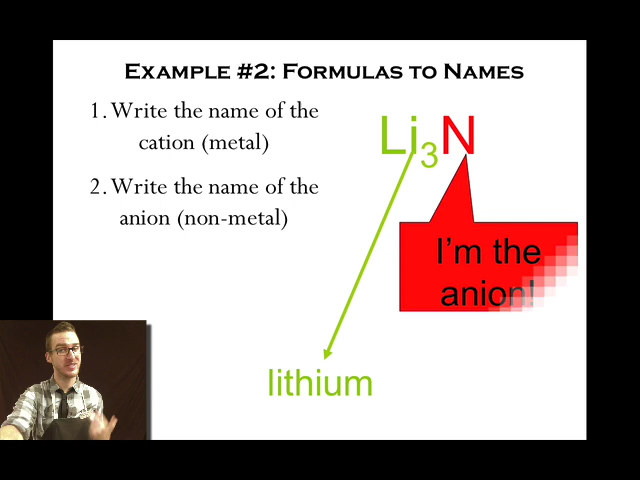 EXAMPLE #2: FORMULAS TO NAMES
1. Write the name of the
cation (metal)
2. Write the name of the
anion (non-metal)
Li₃N
I'm the
anion!
lithium